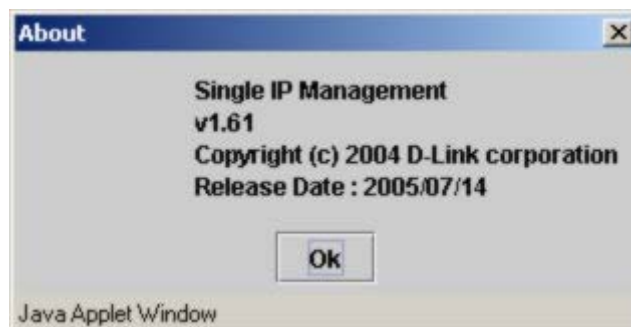 About
Single IP Management
v1.61
Copyright (c) 2004 D-Link corporation
Release Date : 2005/07/14
Ok
Java Applet Window